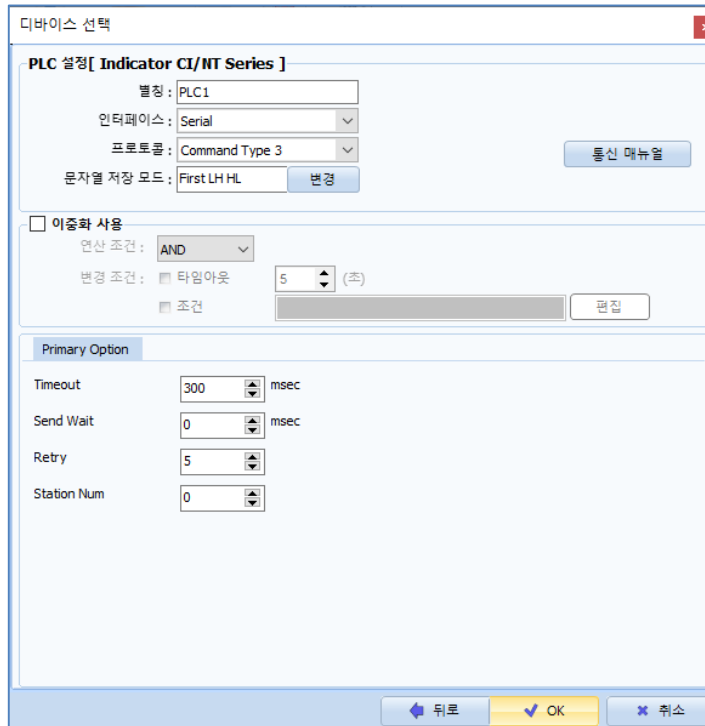 디바이스 선택
PLC 설정[ Indicator CI/NT Series ]
별칭 : PLC1
인터페이스 : Serial
프로토콜 : Command Type 3
통신 매뉴얼
문자열 저장 모드 : First LH HL 변경
이중화 사용
연산 조건 : AND
변경 조건 : 타임아웃 5 (초)
조건 편집
Primary Option
Timeout 300 msec
Send Wait 0 msec
Retry 5
Station Num 0
뒤로 OK 취소